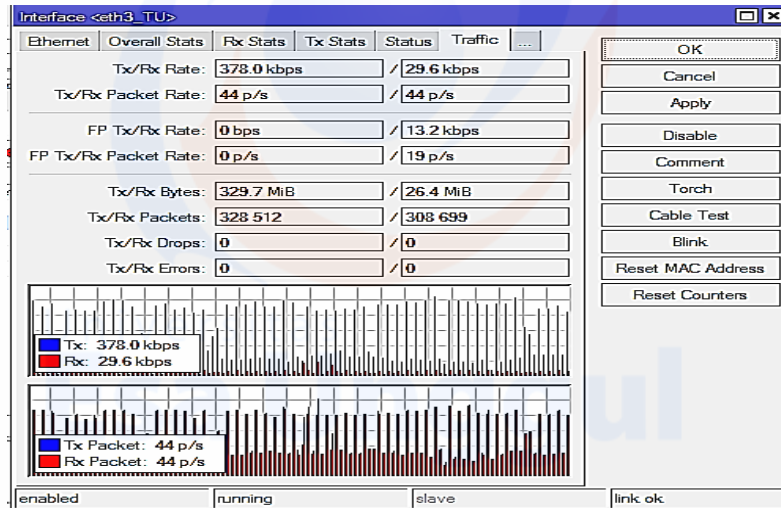 Interface <eth3_TU>
Ethernet Overall Stats Rx Stats Tx Stats Status Traffic ...
Tx/Rx Rate: 378.0 kbps / 29.6 kbps
Tx/Rx Packet Rate: 44 p/s / 44 p/s
FP Tx/Rx Rate: 0 bps / 13.2 kbps
FP Tx/Rx Packet Rate: 0 p/s / 19 p/s
Tx/Rx Bytes: 329.7 MiB / 26.4 MiB
Tx/Rx Packets: 328 512 / 308 699
Tx/Rx Drops: 0 / 0
Tx/Rx Errors: 0 / 0
Tx: 378.0 kbps
Rx: 29.6 kbps
Tx Packet: 44 p/s
Rx Packet: 44 p/s
OK
Cancel
Apply
Disable
Comment
Torch
Cable Test
Blink
Reset MAC Address
Reset Counters
enabled running slave link ok